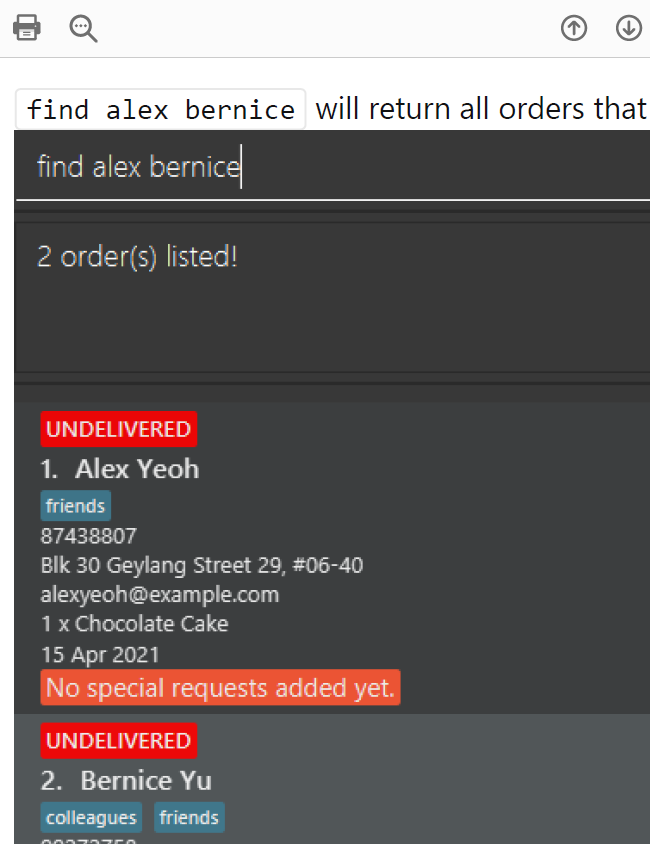 find alex bernice will return all orders that
find alex bernice
2 order(s) listed!
UNDELIVERED
1. Alex Yeoh
friends
87438807
Blk 30 Geylang Street 29, #06-40
alexyeoh@example.com
1 x Chocolate Cake
15 Apr 2021
No special requests added yet.
UNDELIVERED
2. Bernice Yu
colleagues friends